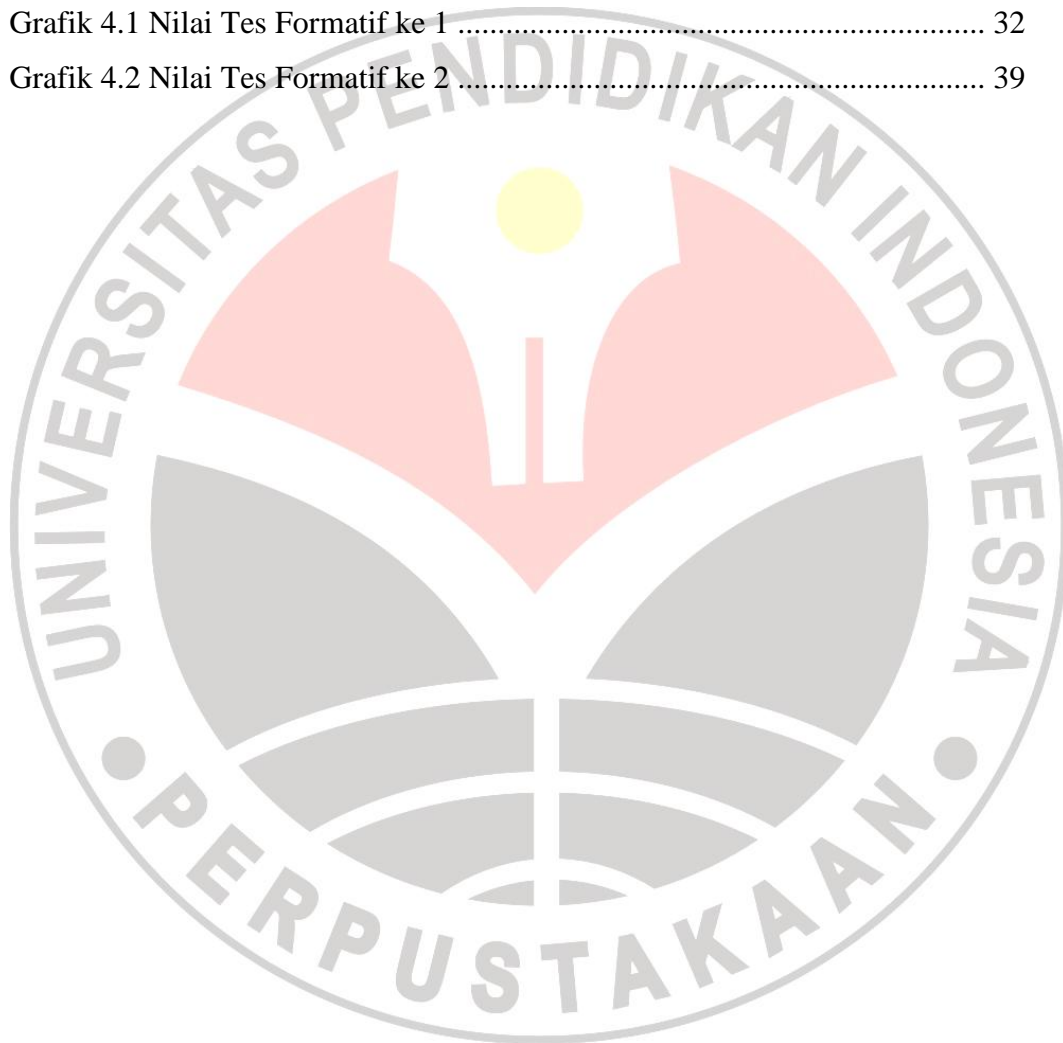 Grafik 4.1 Nilai Tes Formatif ke 1 .................................................................. 32
Grafik 4.2 Nilai Tes Formatif ke 2 .................................................................. 39
UNIVERSITAS PENDIDIKAN INDONESIA
PERPUSTAKAAN